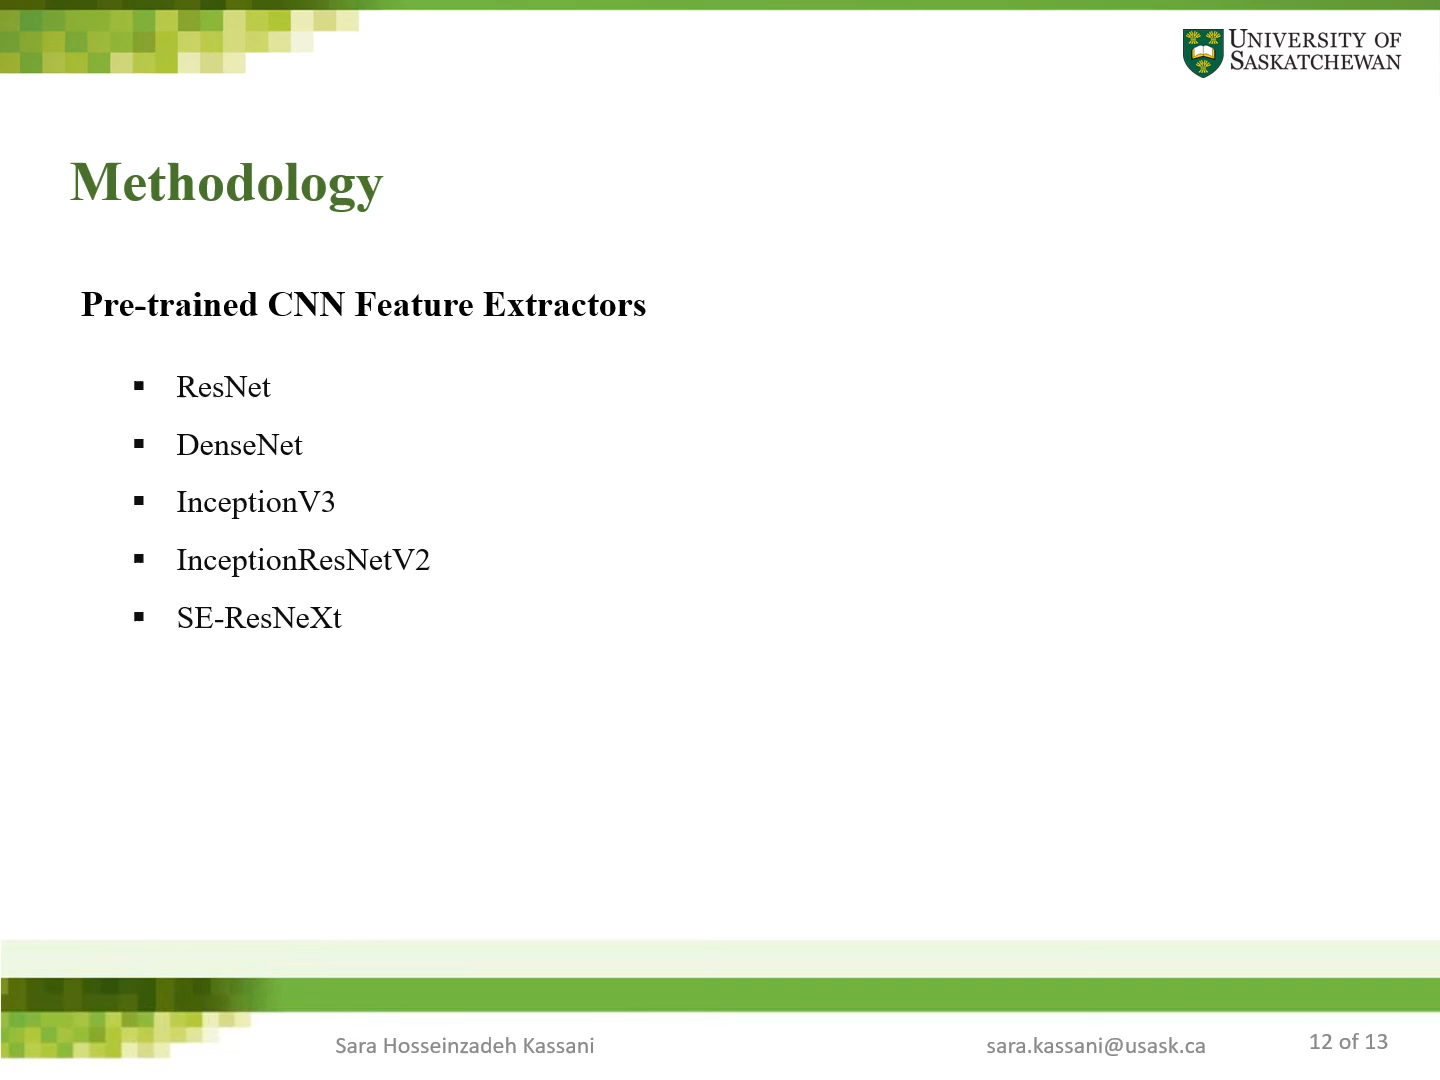 UNIVERSITY OF
SASKATCHEWAN
Methodology
Pre-trained CNN Feature Extractors
▪ ResNet
▪ DenseNet
▪ InceptionV3
▪ InceptionResNetV2
▪ SE-ResNeXt
Sara Hosseinzadeh Kassani
sara.kassani@usask.ca
12 of 13